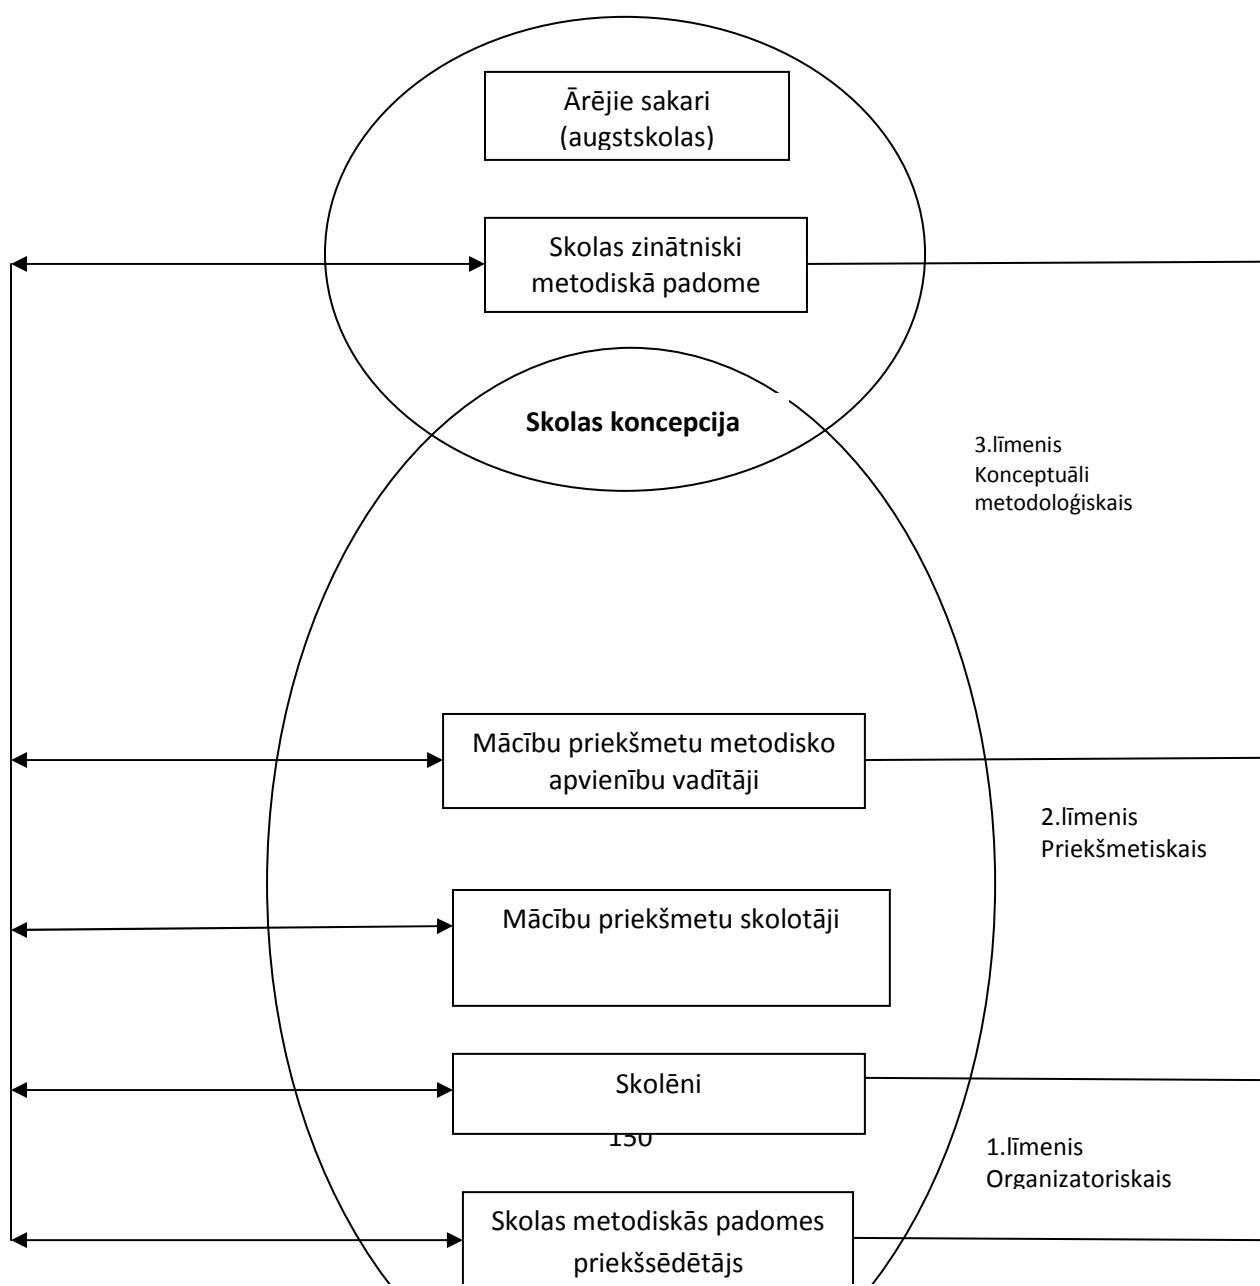 Ārējie sakari
(augstskolas)
Skolas zinātniski
metodiskā padome
Skolas koncepcija
3.līmenis
Konceptuāli
metodoloģiskais
Mācību priekšmetu metodisko
apvienību vadītāji
2.līmenis
Priekšmetiskais
Mācību priekšmetu skolotāji
Skolēni
150
1.līmenis
Organizatoriskais
Skolas metodiskās padomes
priekšsēdētājs